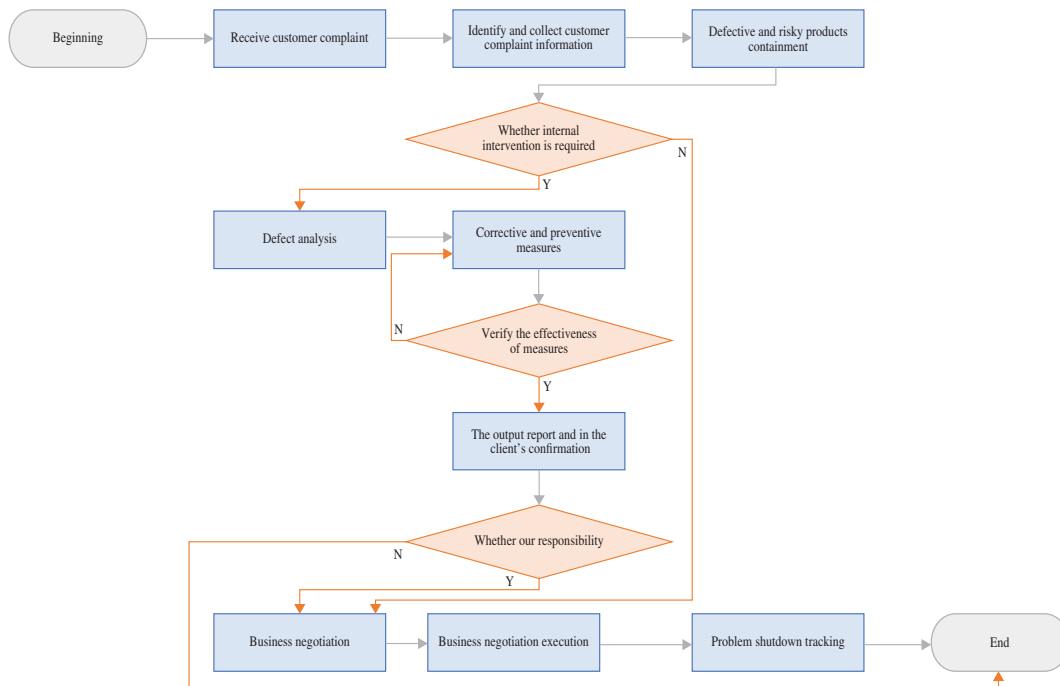 Beginning
Receive customer complaint
Identify and collect customer
complaint information
Defective and risky products
containment
Whether internal
intervention is required
N
Y
Defect analysis
Corrective and preventive
measures
N
Verify the effectiveness
of measures
Y
The output report and in the
client's confirmation
Whether our responsibility
N
Y
Business negotiation
Business negotiation execution
Problem shutdown tracking
End